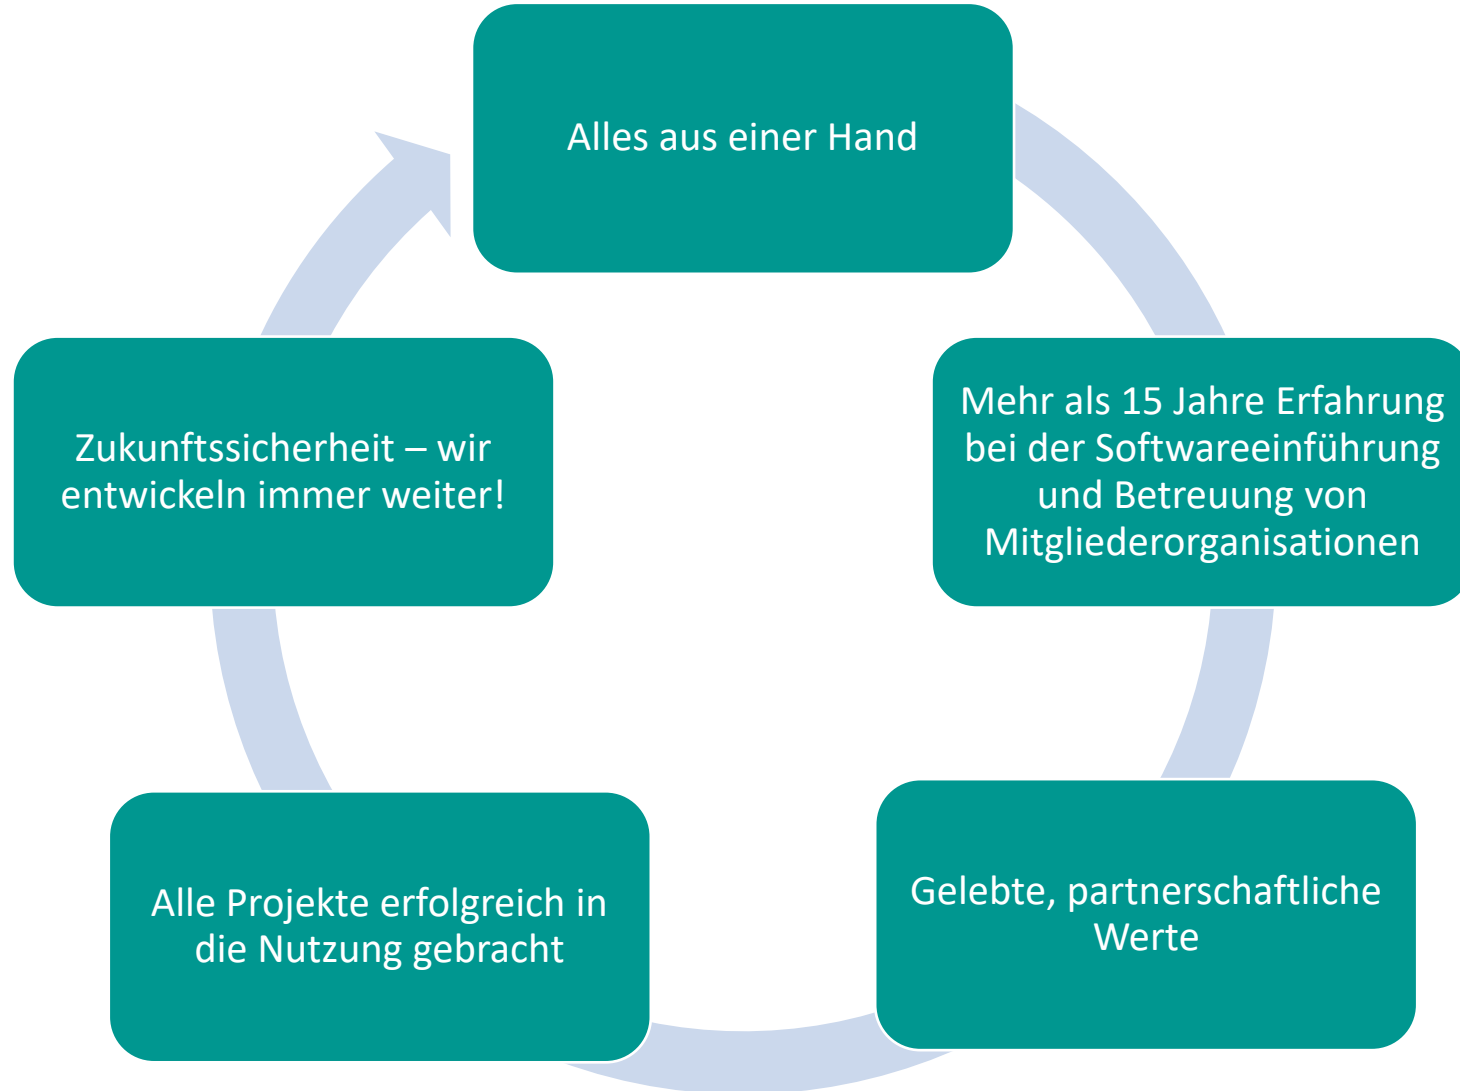 Alles aus einer Hand
Mehr als 15 Jahre Erfahrung
bei der Softwareeinführung
und Betreuung von
Mitgliederorganisationen
Gelebte, partnerschaftliche
Werte
Alle Projekte erfolgreich in
die Nutzung gebracht
Zukunftssicherheit – wir
entwickeln immer weiter!